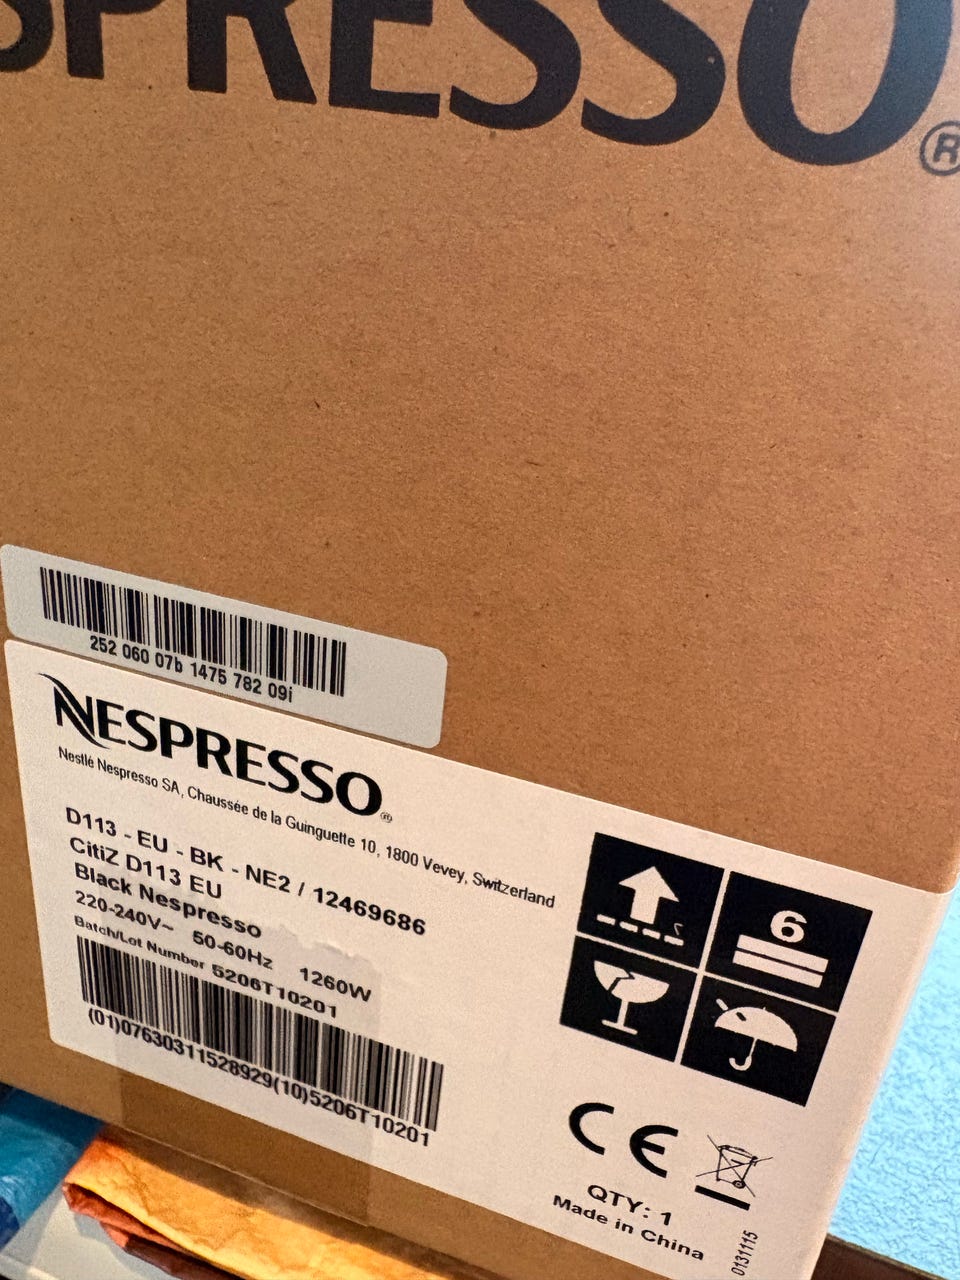 SPRESSO®
252 060 07b 1475 782 09i
NESPRESSO®
Nestlé Nespresso SA, Chaussée de la Guinguette 10, 1800 Vevey, Switzerland
D113 - EU - BK - NE2 / 12469686
CitiZ D113 EU
Black Nespresso
220-240V~ 50-60Hz 1260W
Batch/Lot Number 5206T10201
(01)07630311528929(10)5206T10201
6
CE
QTY: 1
Made in China
0131115